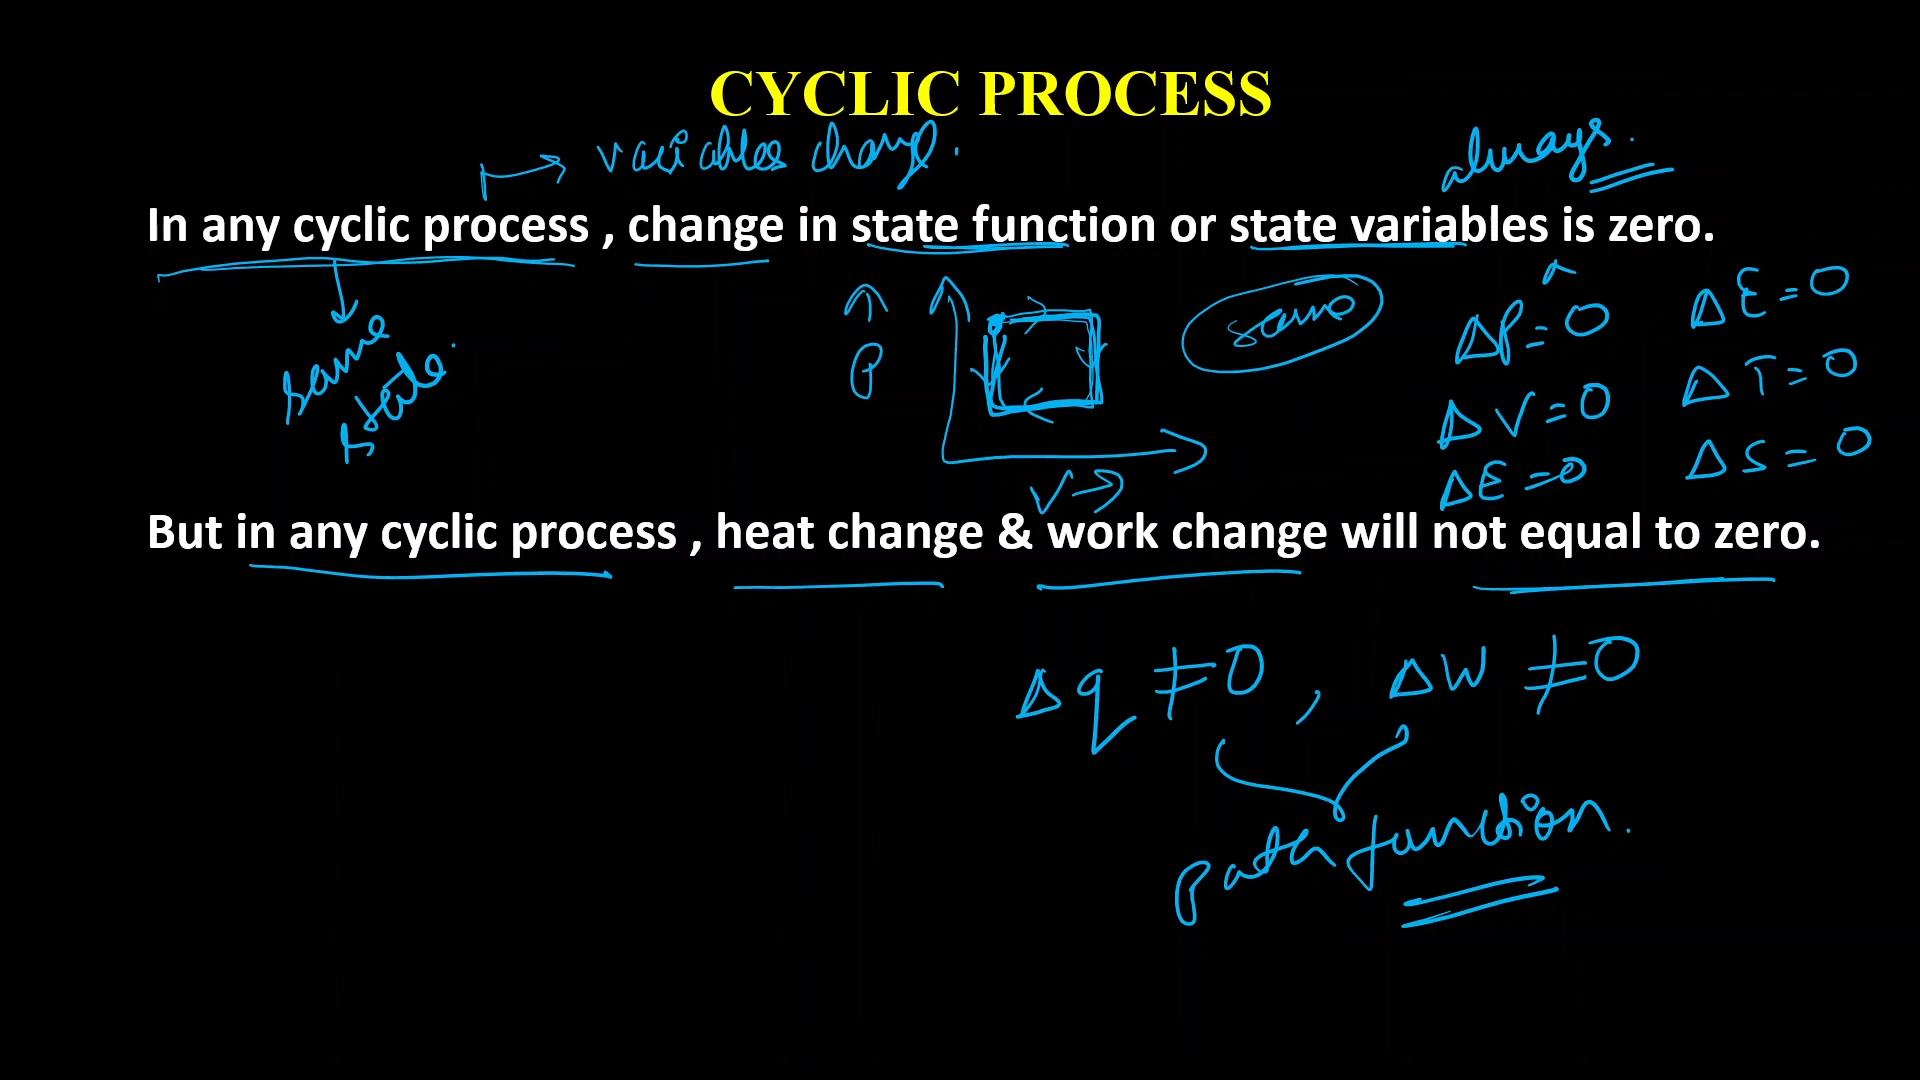 CYCLIC PROCESS
variables change.
always.
In any cyclic process , change in state function or state variables is zero.
same
state.
P
V
same
ΔP=0
ΔE=0
ΔV=0
ΔT=0
ΔE=0
ΔS=0
But in any cyclic process , heat change & work change will not equal to zero.
Δq ≠0 , ΔW ≠0
path function.